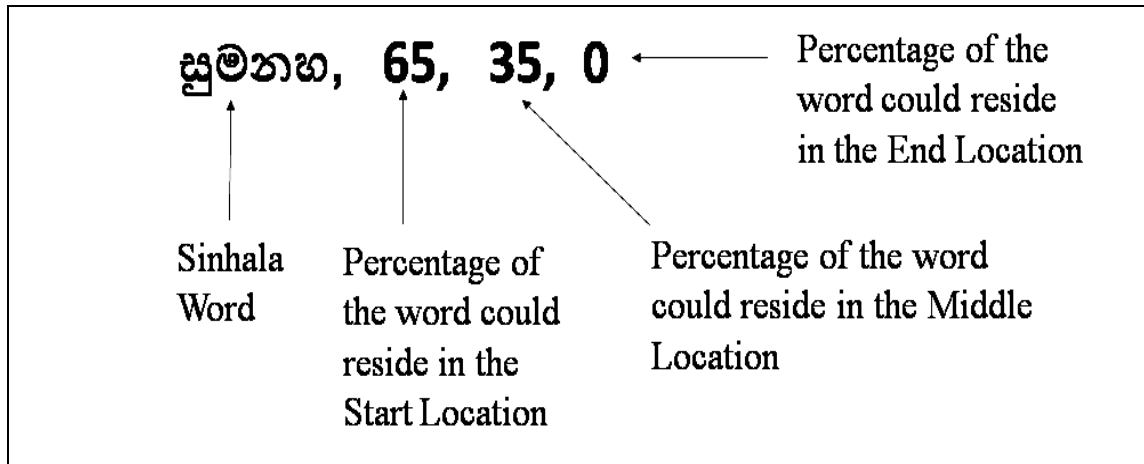 සුමනහ, 65, 35, 0
Percentage of the
word could reside
in the End Location
Sinhala
Word
Percentage of
the word could
reside in the
Start Location
Percentage of the word
could reside in the Middle
Location